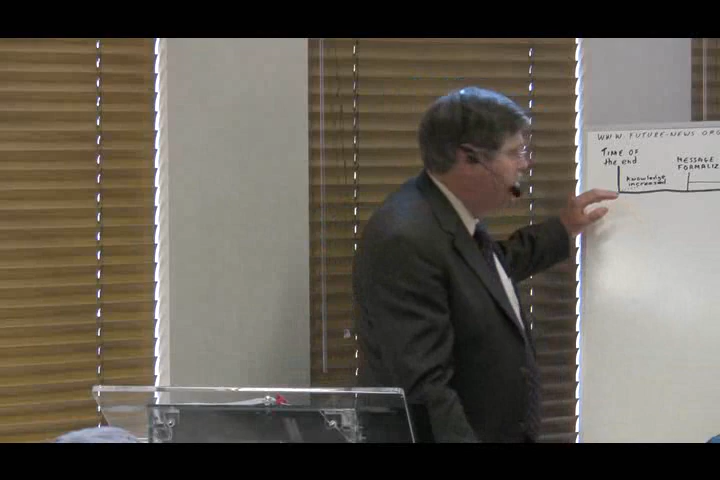 WWW. FUTURE-NEWS ORG
TIME OF
the end
MESSAGE
FORMALIZ
knowledge
increased